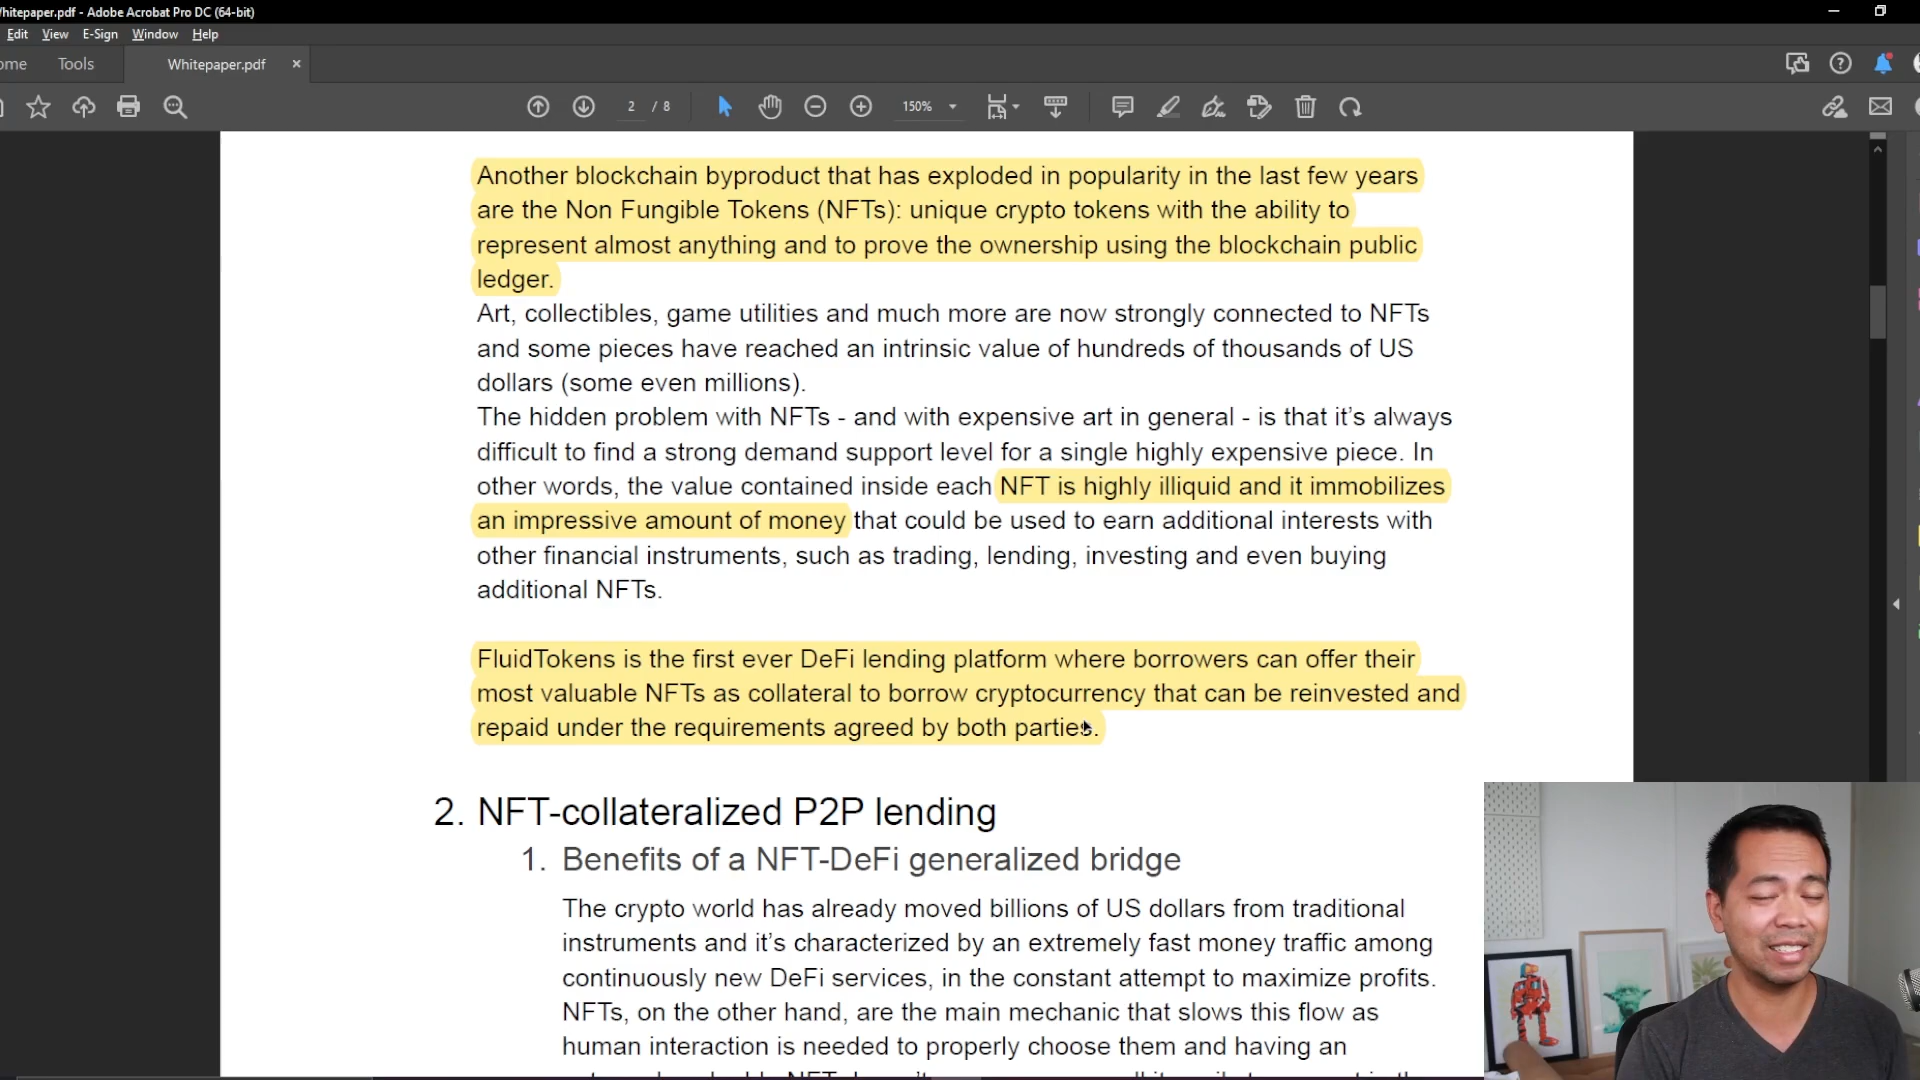 Whitepaper.pdf - Adobe Acrobat Pro DC (64-bit)
Edit View E-Sign Window Help
ome Tools Whitepaper.pdf ×
2 / 8 150%
Another blockchain byproduct that has exploded in popularity in the last few years
are the Non Fungible Tokens (NFTs): unique crypto tokens with the ability to
represent almost anything and to prove the ownership using the blockchain public
ledger.
Art, collectibles, game utilities and much more are now strongly connected to NFTs
and some pieces have reached an intrinsic value of hundreds of thousands of US
dollars (some even millions).
The hidden problem with NFTs - and with expensive art in general - is that it’s always
difficult to find a strong demand support level for a single highly expensive piece. In
other words, the value contained inside each NFT is highly illiquid and it immobilizes
an impressive amount of money that could be used to earn additional interests with
other financial instruments, such as trading, lending, investing and even buying
additional NFTs.
FluidTokens is the first ever DeFi lending platform where borrowers can offer their
most valuable NFTs as collateral to borrow cryptocurrency that can be reinvested and
repaid under the requirements agreed by both parties.
2. NFT-collateralized P2P lending
1. Benefits of a NFT-DeFi generalized bridge
The crypto world has already moved billions of US dollars from traditional
instruments and it’s characterized by an extremely fast money traffic among
continuously new DeFi services, in the constant attempt to maximize profits.
NFTs, on the other hand, are the main mechanic that slows this flow as
human interaction is needed to properly choose them and having an